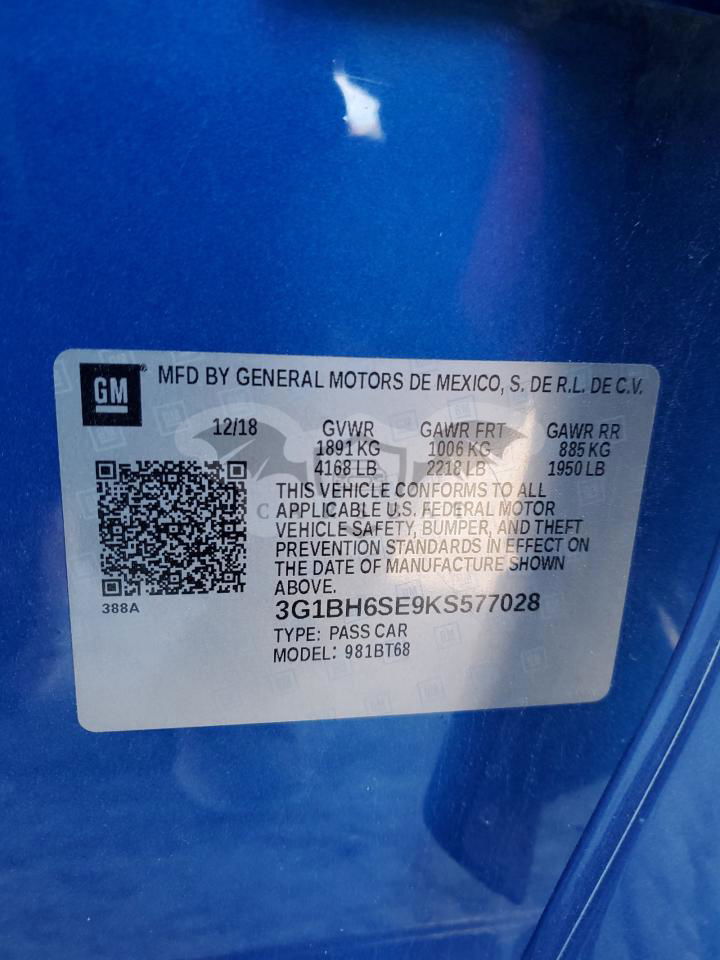 GM
MFD BY GENERAL MOTORS DE MEXICO, S. DE R.L. DE C.V.
12/18 GVWR GAWR FRT GAWR RR
1891 KG 1006 KG 885 KG
4168 LB 2218 LB 1950 LB
THIS VEHICLE CONFORMS TO ALL
APPLICABLE U.S. FEDERAL MOTOR
VEHICLE SAFETY, BUMPER, AND THEFT
PREVENTION STANDARDS IN EFFECT ON
THE DATE OF MANUFACTURE SHOWN
ABOVE.
388A
3G1BH6SE9KS577028
TYPE: PASS CAR
MODEL: 981BT68